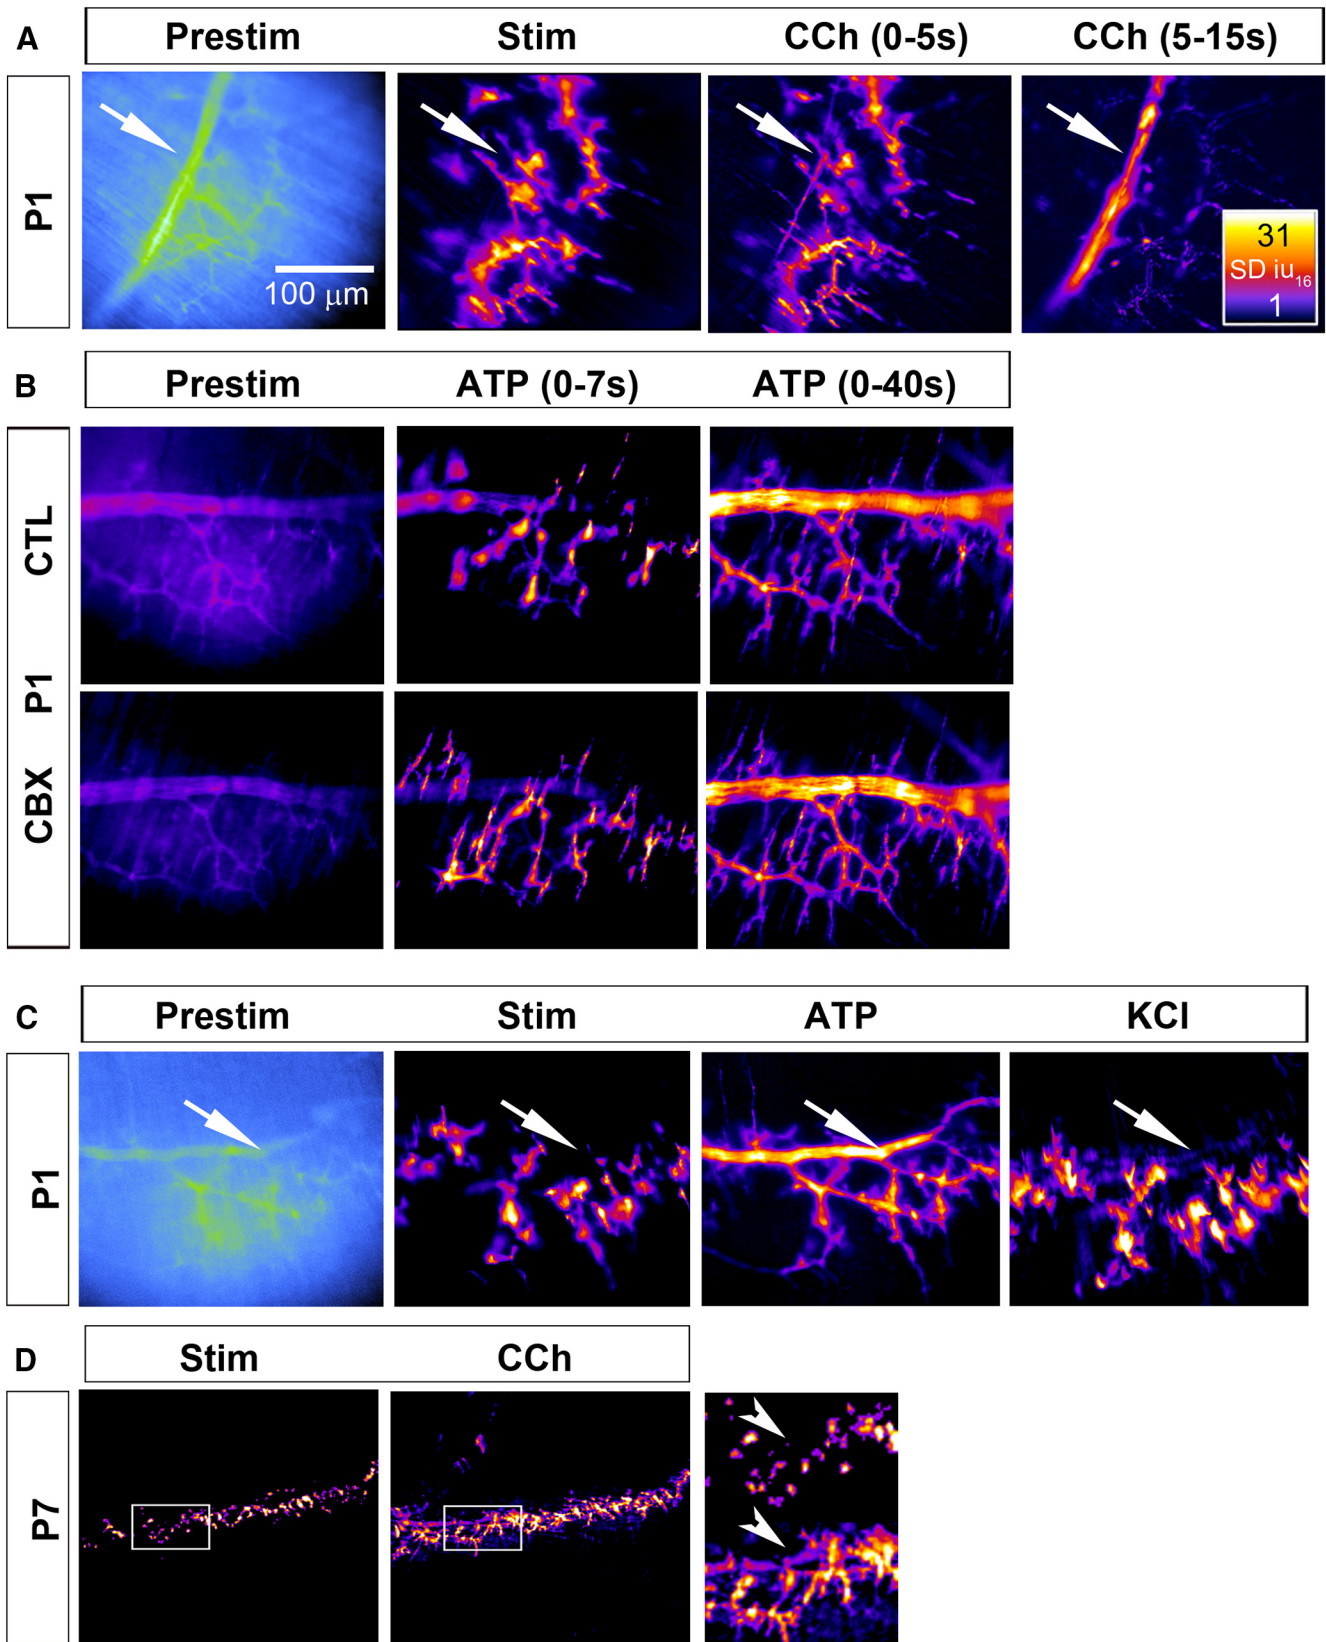 A
Prestim Stim CCh (0-5s) CCh (5-15s)
P1
100 µm
31
SD iu16
1
B
Prestim ATP (0-7s) ATP (0-40s)
CTL
P1
CBX
C
Prestim Stim ATP KCl
P1
D
Stim CCh
P7